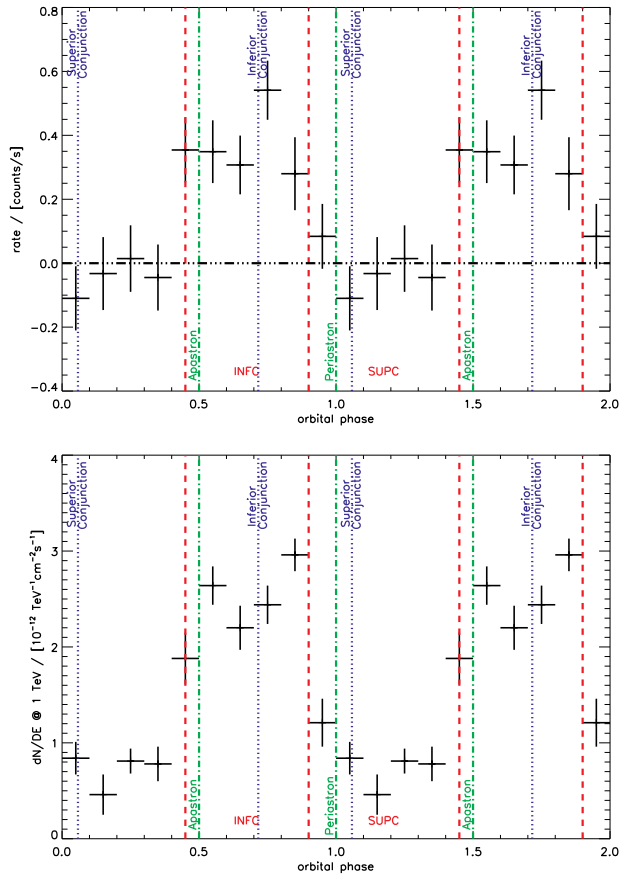 0.8
0.6
0.4
0.2
0.0
−0.2
−0.4
rate / [counts/s]
Superior
Conjunction
Inferior
Conjunction
Superior
Conjunction
Inferior
Conjunction
Apastron
INFC
Periastron
SUPC
Apastron
0.0 0.5 1.0 1.5 2.0
orbital phase
4
3
2
1
0
dN/DE @ 1 TeV / [10⁻¹² TeV⁻¹cm⁻²s⁻¹]
Superior
Conjunction
Inferior
Conjunction
Superior
Conjunction
Inferior
Conjunction
Apastron
INFC
Periastron
SUPC
Apastron
0.0 0.5 1.0 1.5 2.0
orbital phase